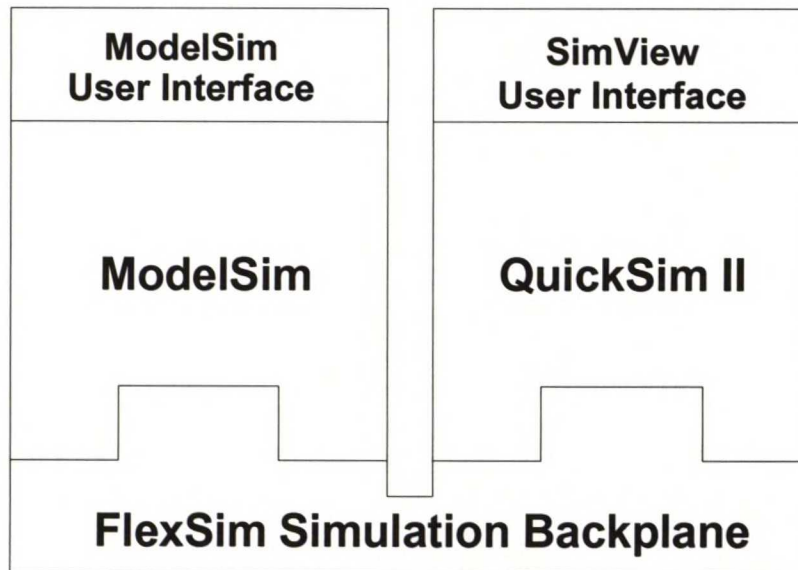 ModelSim
User Interface
SimView
User Interface
ModelSim
QuickSim II
FlexSim Simulation Backplane